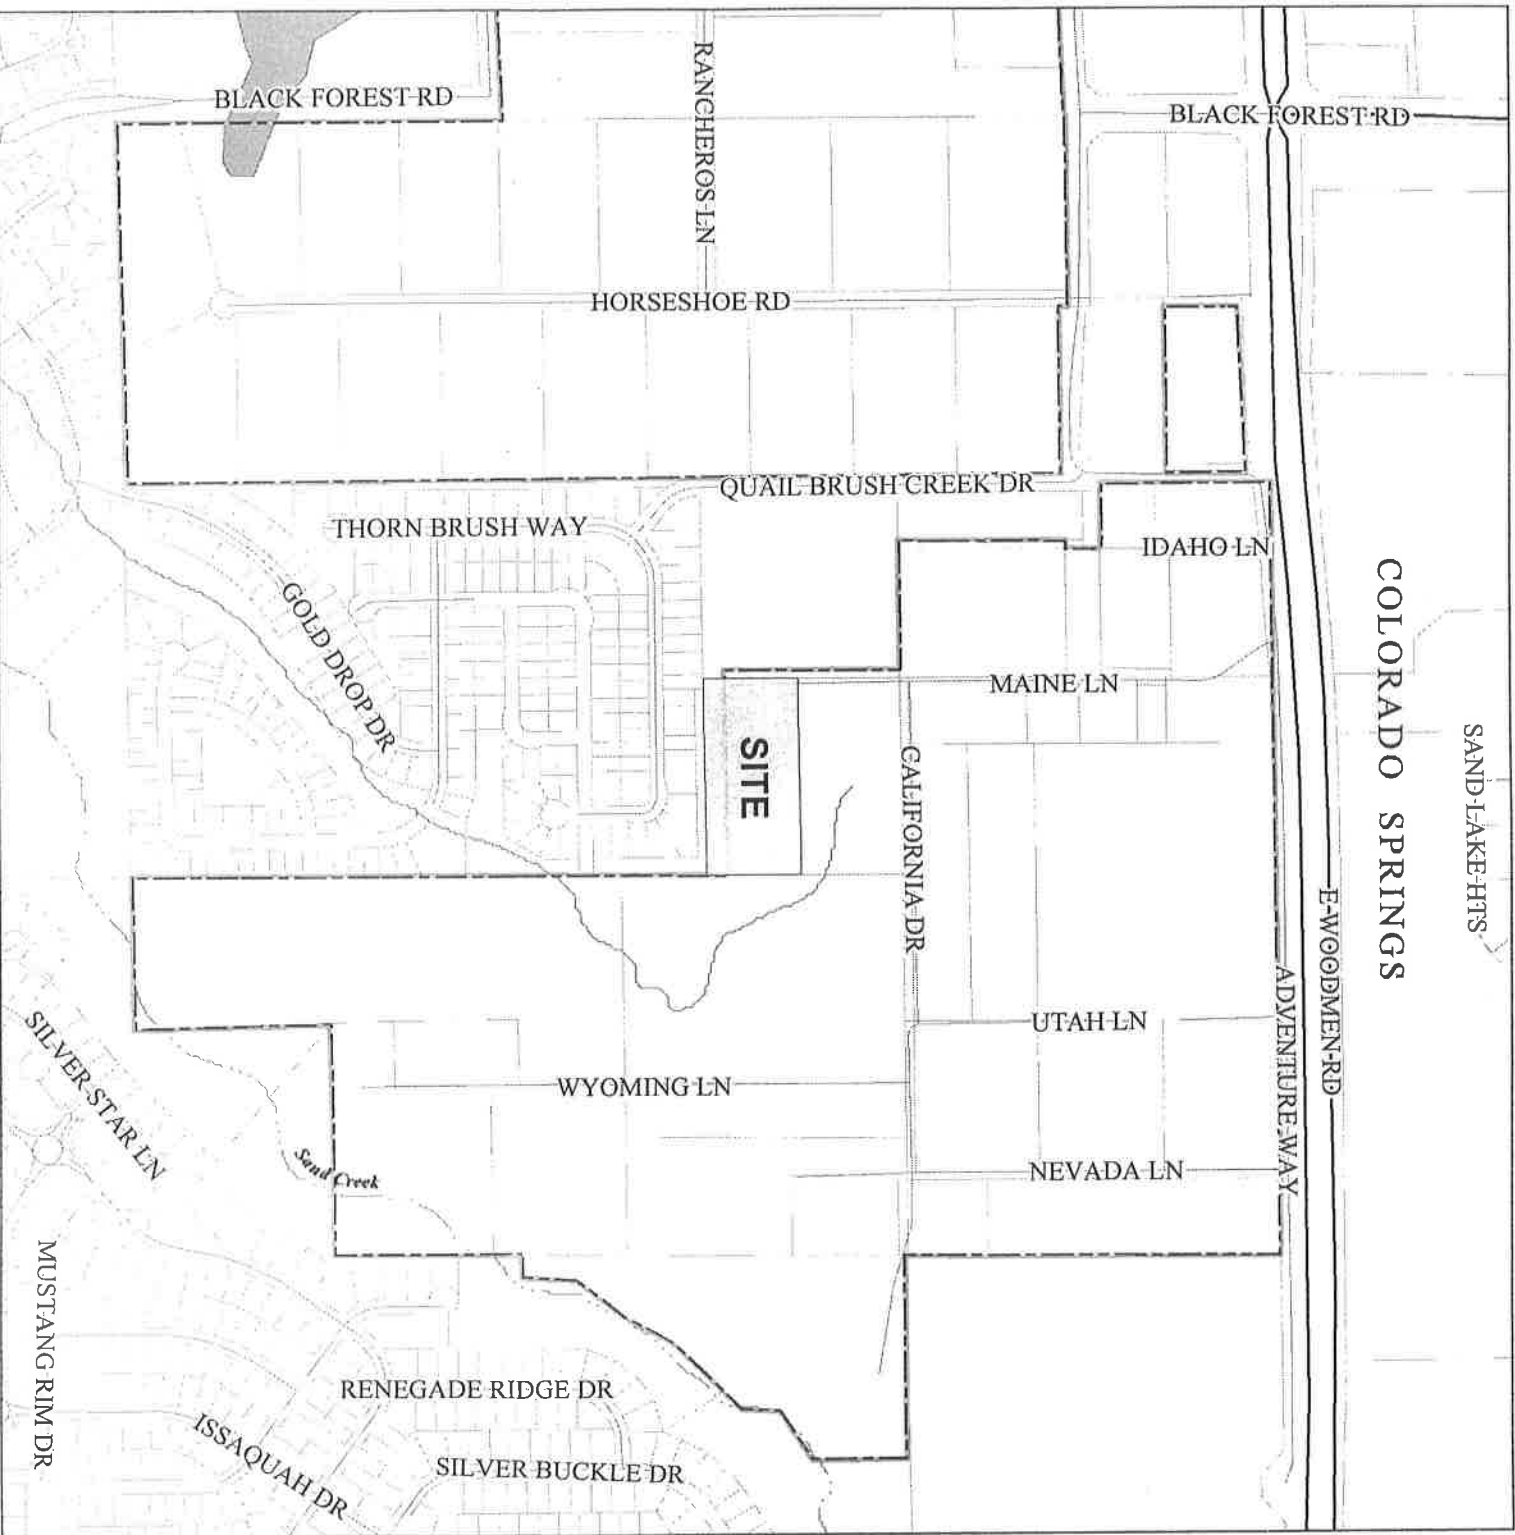 BLACK FOREST RD
RANCHEROS LN
BLACK FOREST RD
HORSESHOE RD
QUAIL BRUSH CREEK DR
THORN BRUSH WAY
IDAHO LN
COLORADO SPRINGS
GOLD DROP DR
MAINE LN
SITE
CALIFORNIA DR
SAND LAKE HTS
E WOODMEN RD
UTAH LN
ADVENTURE WAY
WYOMING LN
SILVER STAR LN
Sand Creek
NEVADA LN
MUSTANG RIM DR
RENEGADE RIDGE DR
ISSAQUAH DR
SILVER BUCKLE DR